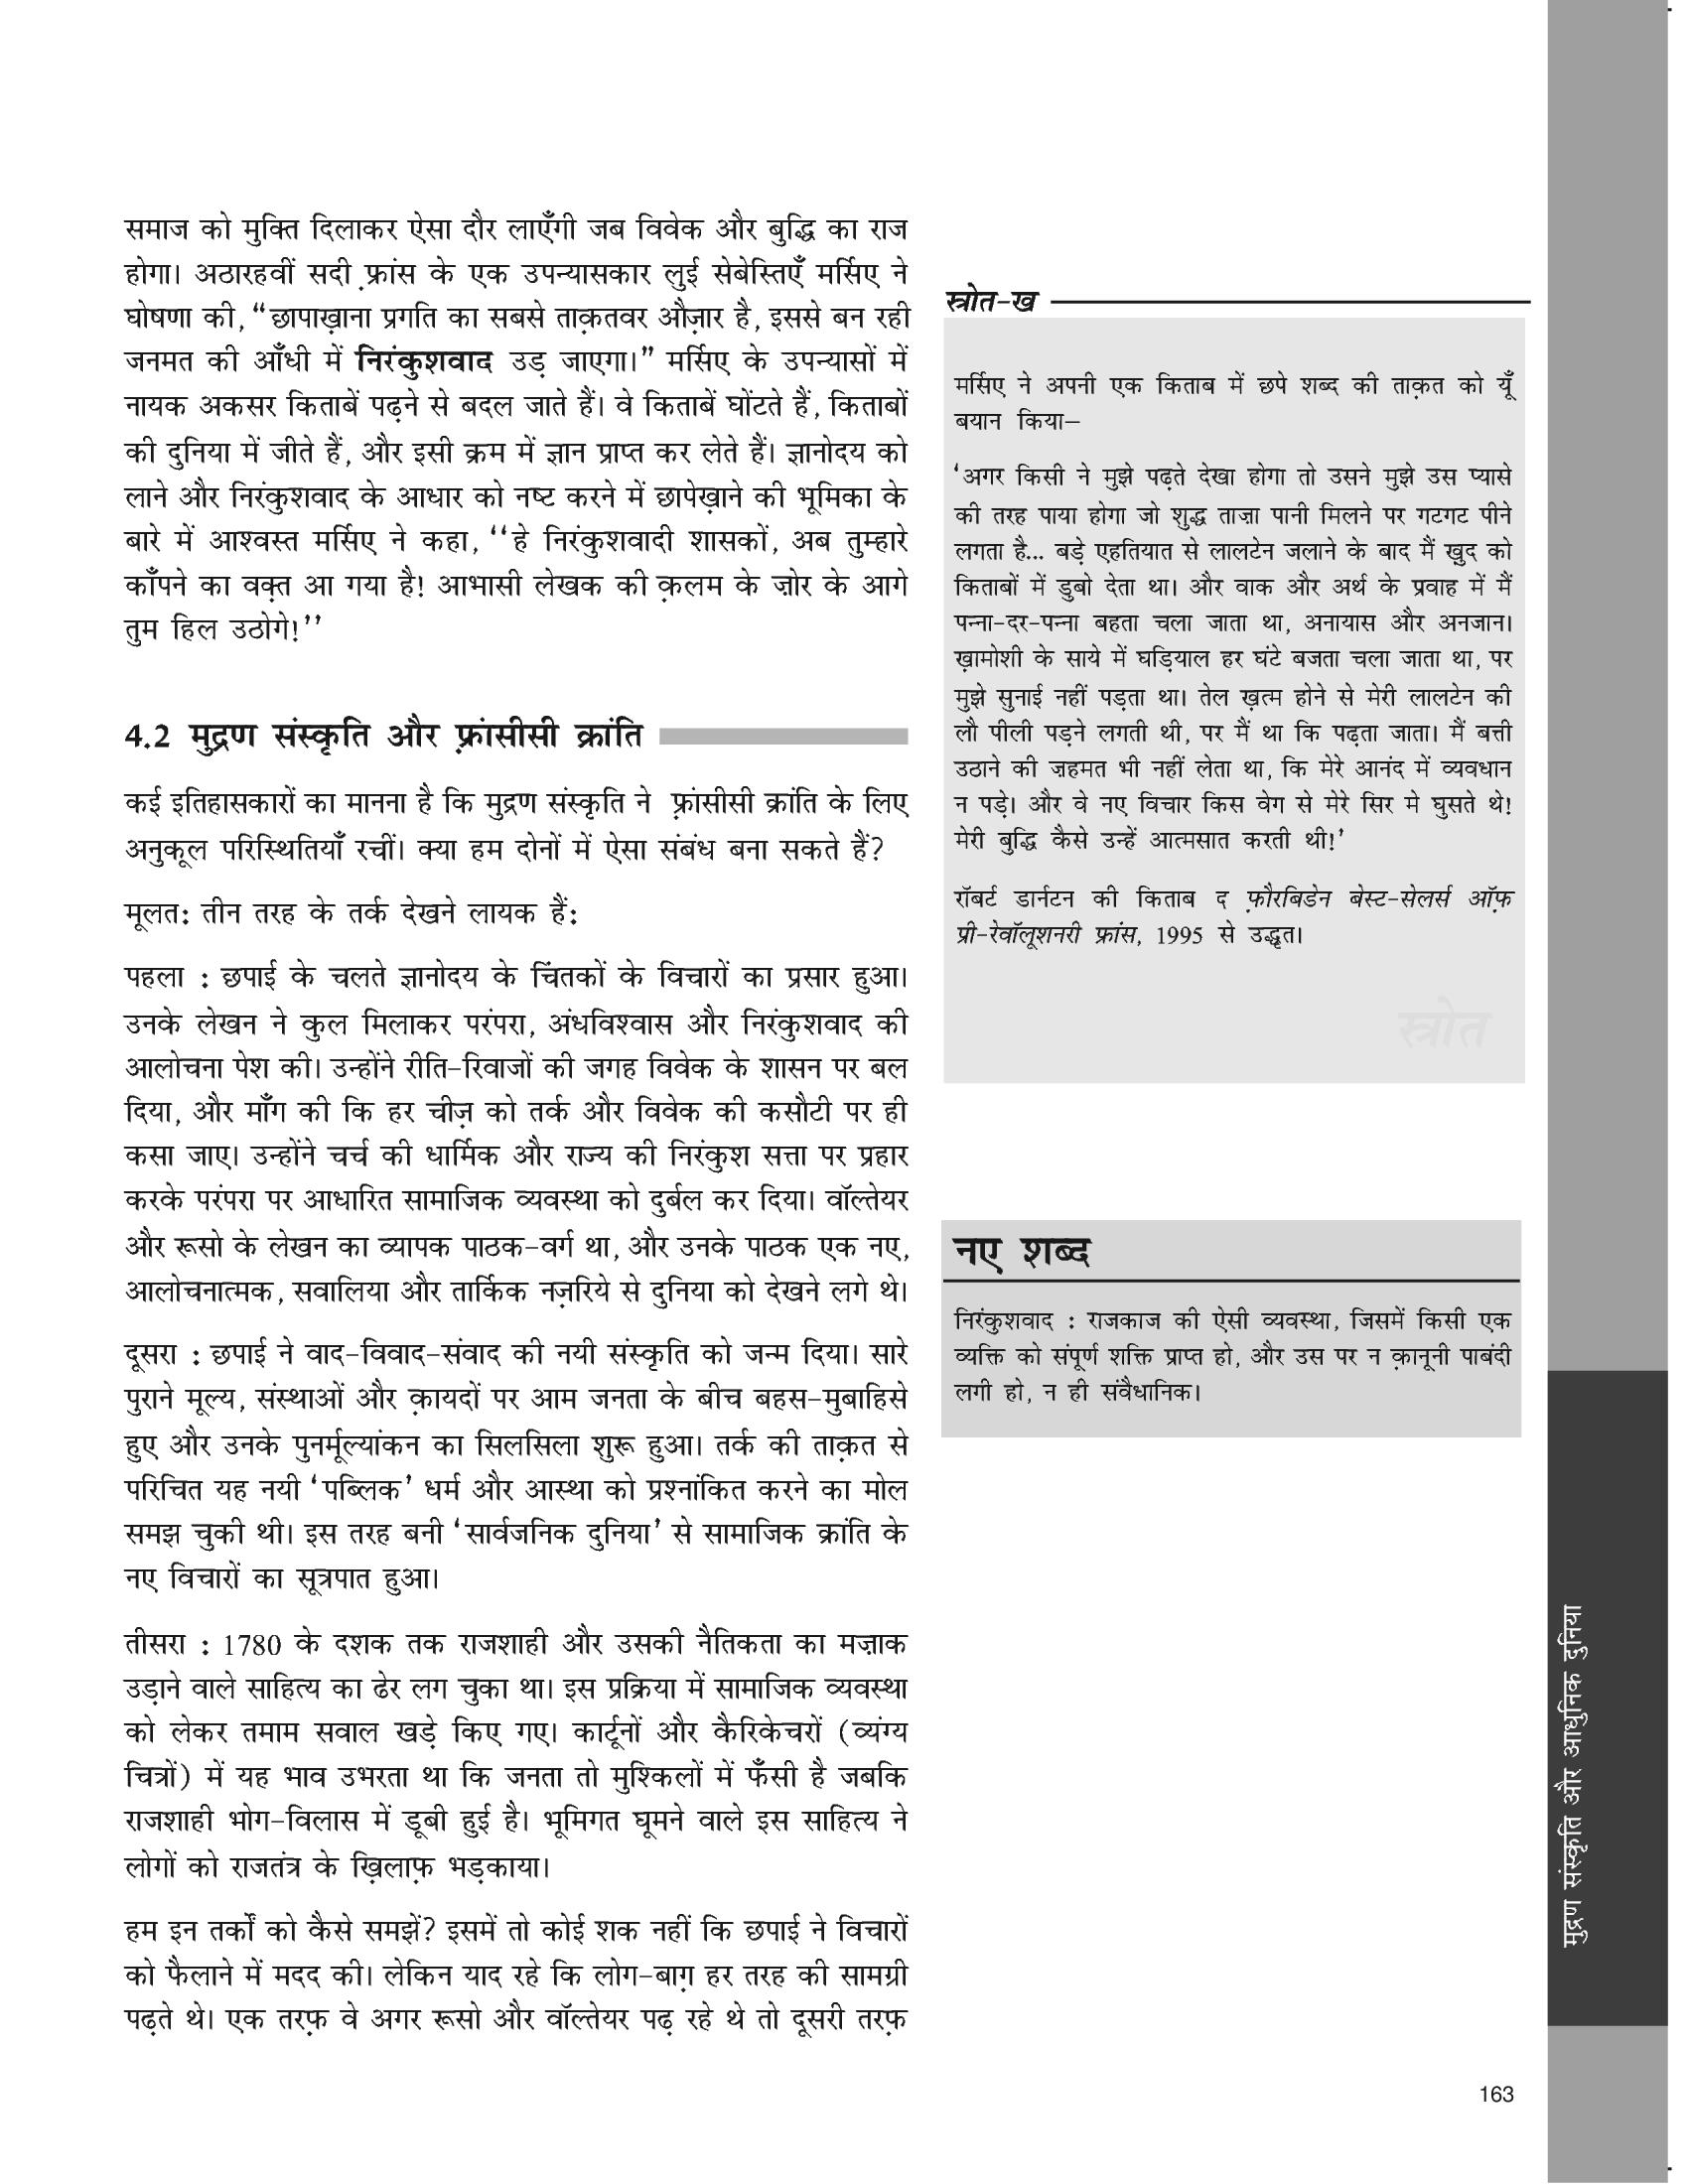 समाज को मुक्ति दिलाकर ऐसा दौर लाएँगी जब विवेक और बुद्धि का राज
होगा। अठारहवीं सदी फ़्रांस के एक उपन्यासकार लुई सेबेस्तिएँ मर्सिए ने
घोषणा की, “छापाख़ाना प्रगति का सबसे ताक़तवर औज़ार है, इससे बन रही
जनमत की आँधी में निरंकुशवाद उड़ जाएगा।” मर्सिए के उपन्यासों में
नायक अकसर किताबें पढ़ने से बदल जाते हैं। वे किताबें घोंटते हैं, किताबों
की दुनिया में जीते हैं, और इसी क्रम में ज्ञान प्राप्त कर लेते हैं। ज्ञानोदय को
लाने और निरंकुशवाद के आधार को नष्ट करने में छापेख़ाने की भूमिका के
बारे में आश्वस्त मर्सिए ने कहा, ‘‘हे निरंकुशवादी शासकों, अब तुम्हारे
काँपने का वक़्त आ गया है! आभासी लेखक की क़लम के ज़ोर के आगे
तुम हिल उठोगे!’’
4.2 मुद्रण संस्कृति और फ़्रांसीसी क्रांति
कई इतिहासकारों का मानना है कि मुद्रण संस्कृति ने फ़्रांसीसी क्रांति के लिए
अनुकूल परिस्थितियाँ रचीं। क्या हम दोनों में ऐसा संबंध बना सकते हैं?
मूलत: तीन तरह के तर्क देखने लायक हैं:
पहला : छपाई के चलते ज्ञानोदय के चिंतकों के विचारों का प्रसार हुआ।
उनके लेखन ने कुल मिलाकर परंपरा, अंधविश्वास और निरंकुशवाद की
आलोचना पेश की। उन्होंने रीति-रिवाजों की जगह विवेक के शासन पर बल
दिया, और माँग की कि हर चीज़ को तर्क और विवेक की कसौटी पर ही
कसा जाए। उन्होंने चर्च की धार्मिक और राज्य की निरंकुश सत्ता पर प्रहार
करके परंपरा पर आधारित सामाजिक व्यवस्था को दुर्बल कर दिया। वॉल्तेयर
और रूसो के लेखन का व्यापक पाठक-वर्ग था, और उनके पाठक एक नए,
आलोचनात्मक, सवालिया और तार्किक नज़रिये से दुनिया को देखने लगे थे।
दूसरा : छपाई ने वाद-विवाद-संवाद की नयी संस्कृति को जन्म दिया। सारे
पुराने मूल्य, संस्थाओं और क़ायदों पर आम जनता के बीच बहस-मुबाहिसे
हुए और उनके पुनर्मूल्यांकन का सिलसिला शुरू हुआ। तर्क की ताक़त से
परिचित यह नयी ‘पब्लिक’ धर्म और आस्था को प्रश्नांकित करने का मोल
समझ चुकी थी। इस तरह बनी ‘सार्वजनिक दुनिया’ से सामाजिक क्रांति के
नए विचारों का सूत्रपात हुआ।
तीसरा : 1780 के दशक तक राजशाही और उसकी नैतिकता का मज़ाक
उड़ाने वाले साहित्य का ढेर लग चुका था। इस प्रक्रिया में सामाजिक व्यवस्था
को लेकर तमाम सवाल खड़े किए गए। कार्टूनों और कैरिकेचरों (व्यंग्य
चित्रों) में यह भाव उभरता था कि जनता तो मुश्किलों में फँसी है जबकि
राजशाही भोग-विलास में डूबी हुई है। भूमिगत घूमने वाले इस साहित्य ने
लोगों को राजतंत्र के ख़िलाफ़ भड़काया।
हम इन तर्कों को कैसे समझें? इसमें तो कोई शक नहीं कि छपाई ने विचारों
को फैलाने में मदद की। लेकिन याद रहे कि लोग-बाग़ हर तरह की सामग्री
पढ़ते थे। एक तरफ़ वे अगर रूसो और वॉल्तेयर पढ़ रहे थे तो दूसरी तरफ़
स्त्रोत-ख
मर्सिए ने अपनी एक किताब में छपे शब्द की ताक़त को यूँ
बयान किया–
‘अगर किसी ने मुझे पढ़ते देखा होगा तो उसने मुझे उस प्यासे
की तरह पाया होगा जो शुद्ध ताज़ा पानी मिलने पर गटगट पीने
लगता है... बड़े एहतियात से लालटेन जलाने के बाद मैं ख़ुद को
किताबों में डुबो देता था। और वाक और अर्थ के प्रवाह में मैं
पन्ना-दर-पन्ना बहता चला जाता था, अनायास और अनजान।
ख़ामोशी के साये में घड़ियाल हर घंटे बजता चला जाता था, पर
मुझे सुनाई नहीं पड़ता था। तेल ख़त्म होने से मेरी लालटेन की
लौ पीली पड़ने लगती थी, पर मैं था कि पढ़ता जाता। मैं बत्ती
उठाने की ज़हमत भी नहीं लेता था, कि मेरे आनंद में व्यवधान
न पड़े। और वे नए विचार किस वेग से मेरे सिर मे घुसते थे!
मेरी बुद्धि कैसे उन्हें आत्मसात करती थी!’
रॉबर्ट डार्नटन की किताब द फ़ौरबिडेन बेस्ट-सेलर्स ऑफ़
प्री-रेवॉलूशनरी फ़्रांस, 1995 से उद्धृत।
स्त्रोत
नए शब्द
निरंकुशवाद : राजकाज की ऐसी व्यवस्था, जिसमें किसी एक
व्यक्ति को संपूर्ण शक्ति प्राप्त हो, और उस पर न क़ानूनी पाबंदी
लगी हो, न ही संवैधानिक।
मुद्रण संस्कृति और आधुनिक दुनिया
163